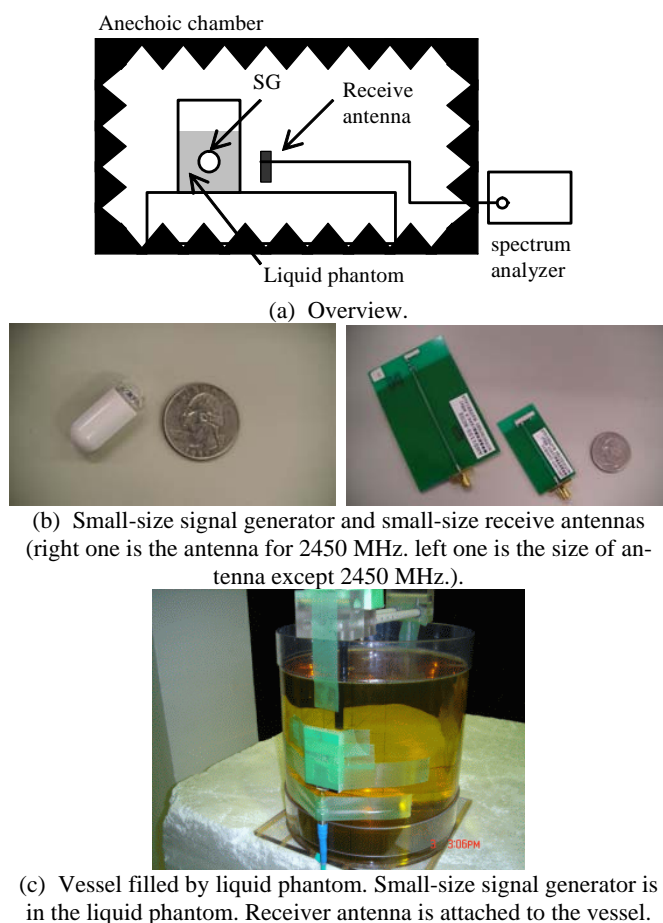 Anechoic chamber
SG
Receive
antenna
Liquid phantom
spectrum
analyzer
(a) Overview.
(b) Small-size signal generator and small-size receive antennas
(right one is the antenna for 2450 MHz. left one is the size of an-
tenna except 2450 MHz.).
(c) Vessel filled by liquid phantom. Small-size signal generator is
in the liquid phantom. Receiver antenna is attached to the vessel.